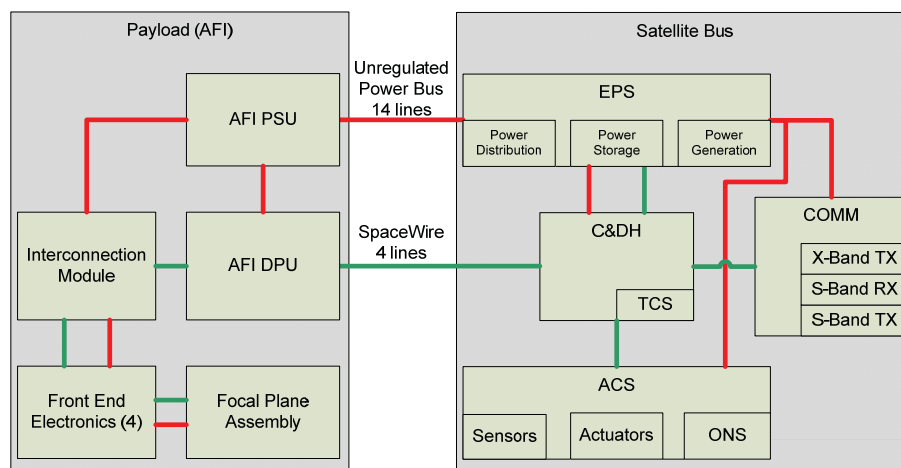 Payload (AFI)
Satellite Bus
Unregulated
Power Bus
14 lines
AFI PSU
EPS
Power
Distribution
Power
Storage
Power
Generation
Interconnection
Module
AFI DPU
SpaceWire
4 lines
C&DH
TCS
COMM
X-Band TX
S-Band RX
S-Band TX
Front End
Electronics (4)
Focal Plane
Assembly
ACS
Sensors
Actuators
ONS